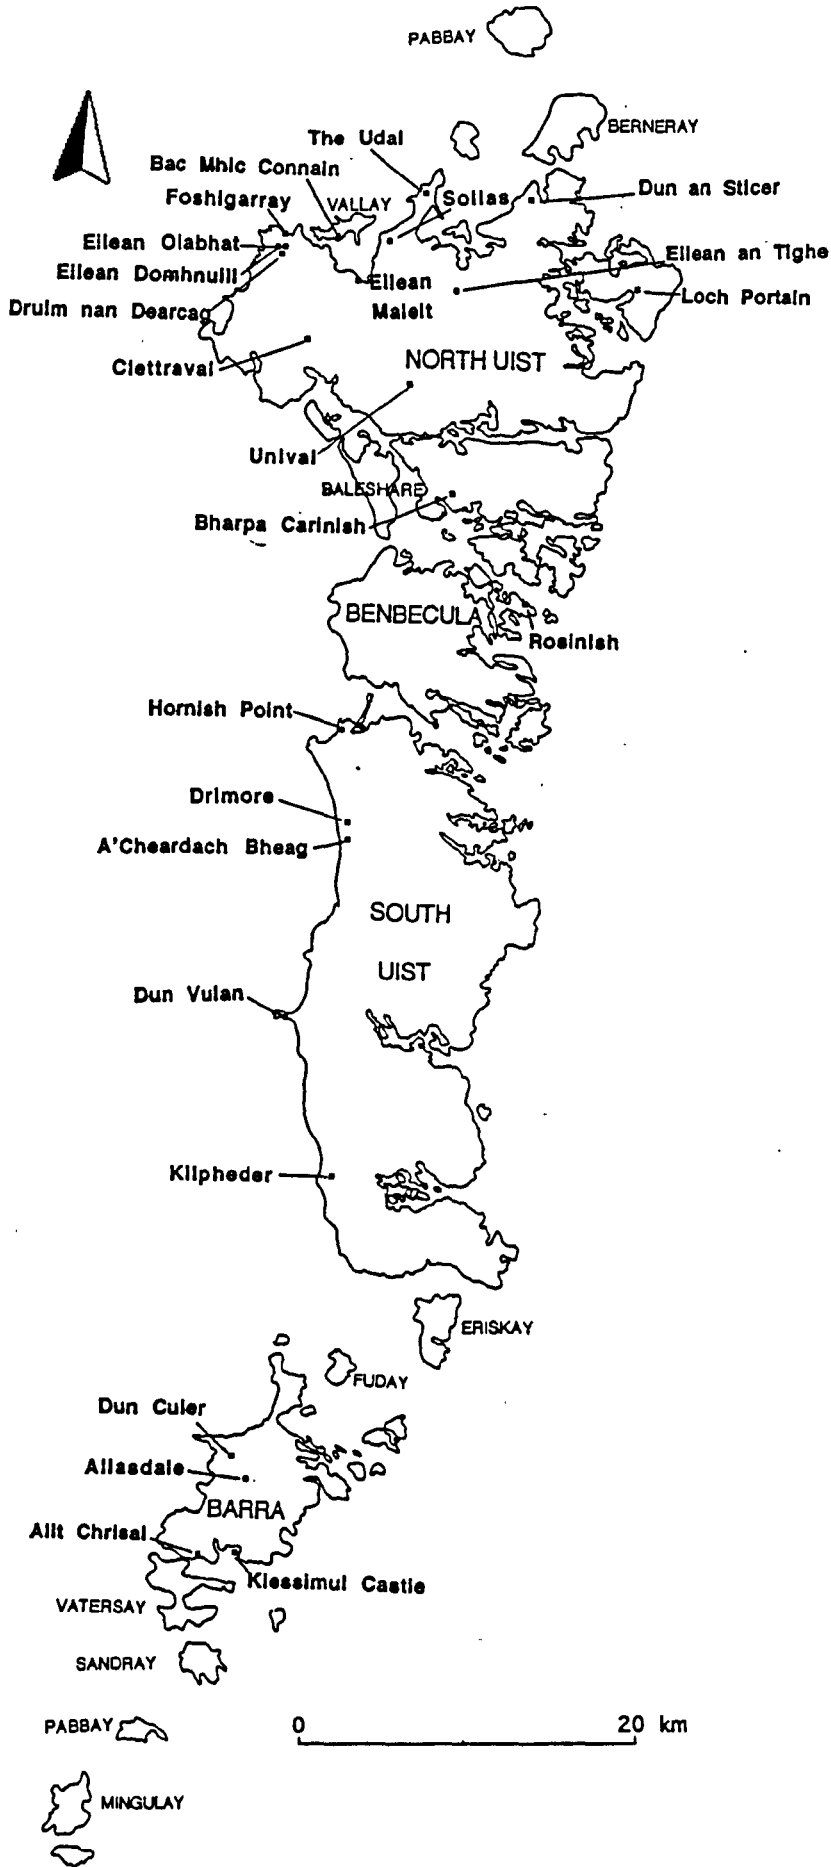 PABBAY
BERNERAY
The Udal
Bac Mhic Connain
Foshigarray
VALLAY
Sollas
Dun an Sticer
Eilean Olabhat
Eilean an Tighe
Eilean Domhnuill
Eilean
Maleit
Loch Portain
Druim nan Dearcag
Clettraval
NORTH UIST
Unival
BALESHARE
Bharpa Carinish
BENBECULA
Rosinish
Hornish Point
Drimore
A'Cheardach Bheag
SOUTH
UIST
Dun Vulan
Kilpheder
ERISKAY
FUDAY
Dun Cuier
Allasdale
BARRA
Allt Chrisal
Kiessimul Castle
VATERSAY
SANDRAY
PABBAY
0 20 km
MINGULAY